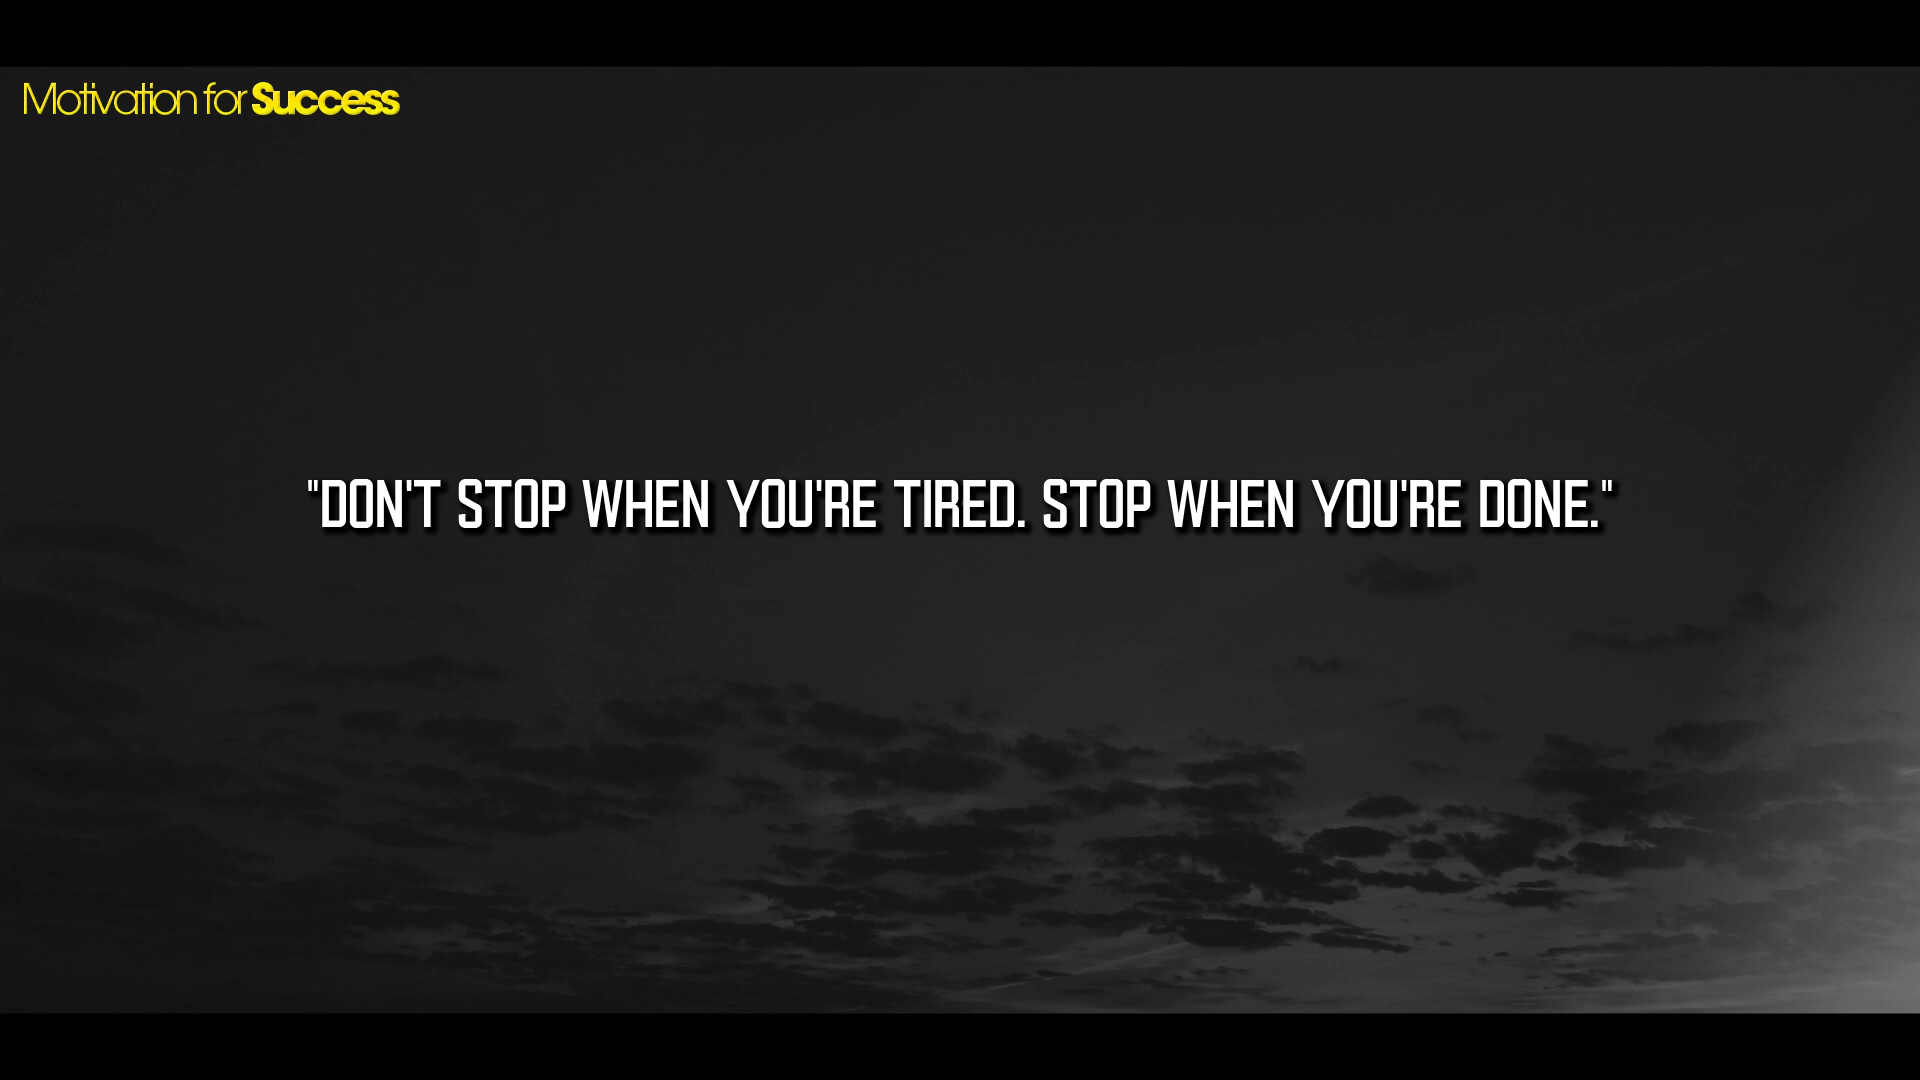 Motivation for Success
"DON'T STOP WHEN YOU'RE TIRED. STOP WHEN YOU'RE DONE."